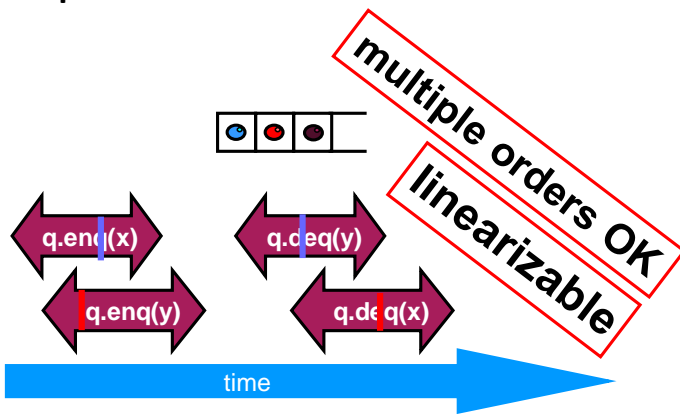 multiple orders OK
linearizable
q.enq(x)
q.deq(y)
q.enq(y)
q.deq(x)
time